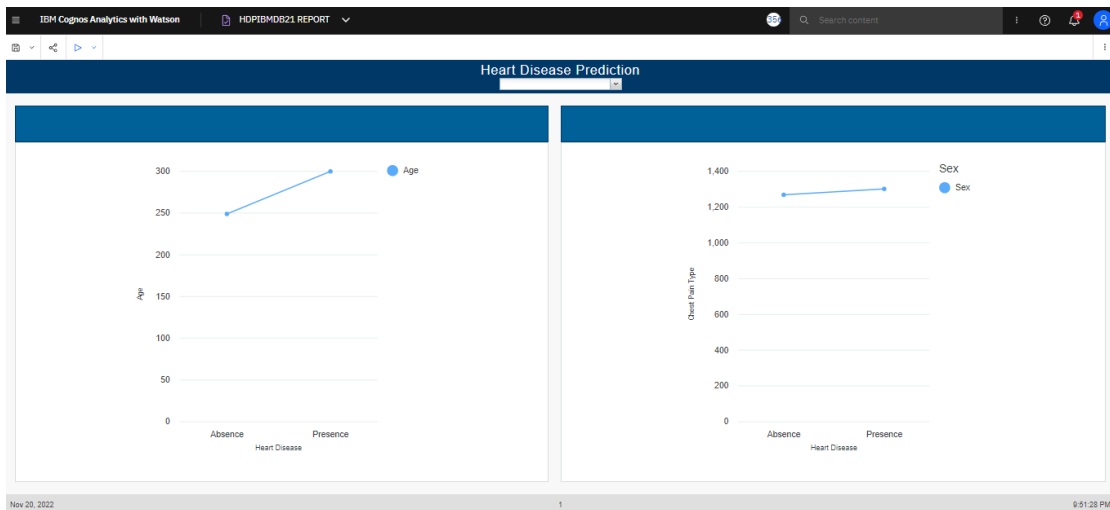 IBM Cognos Analytics with Watson
HDPIBMDB21 REPORT
Search content
1
Heart Disease Prediction
300
250
200
150
100
50
0
Age
Absence
Presence
Heart Disease
Age
1,400
1,200
1,000
800
600
400
200
0
Chest Pain Type
Absence
Presence
Heart Disease
Sex
Sex
Nov 20, 2022
1
9:51:28 PM